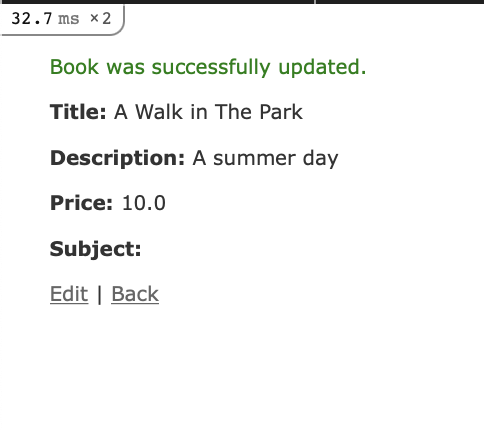 32.7 ms ×2
Book was successfully updated.
Title: A Walk in The Park
Description: A summer day
Price: 10.0
Subject:
Edit | Back